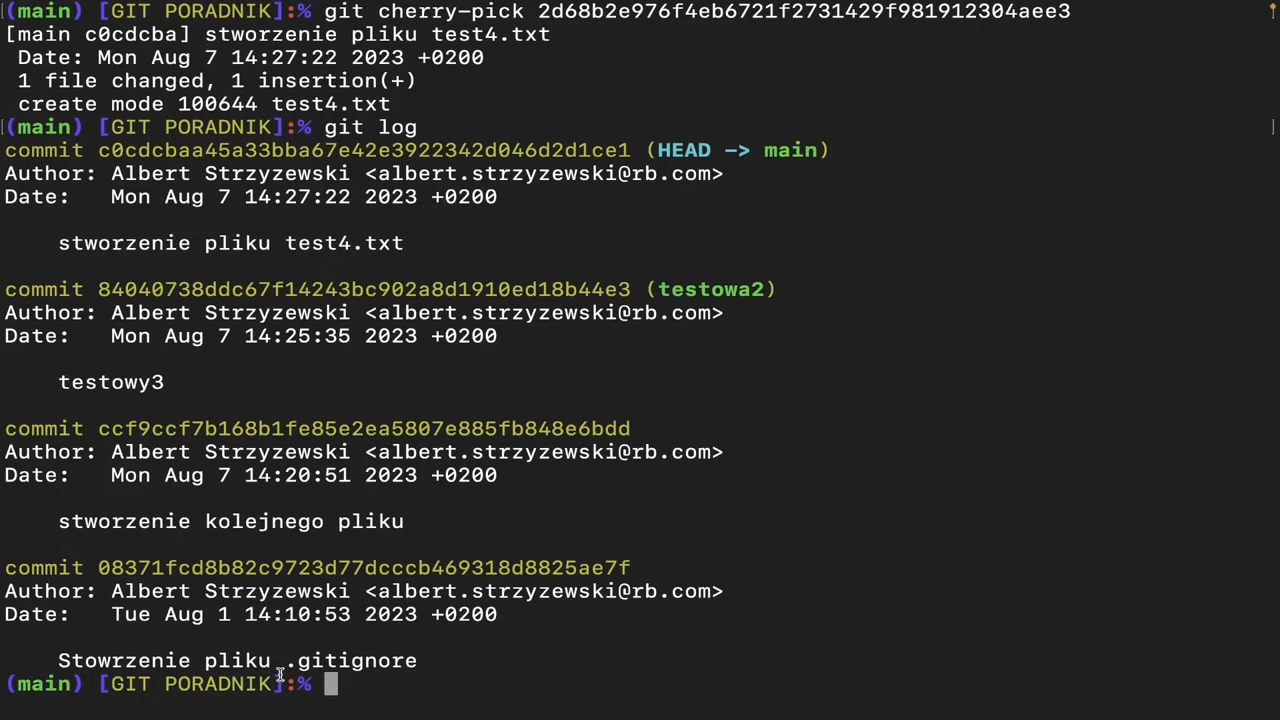 (main) [GIT PORADNIK]:% git cherry-pick 2d68b2e976f4eb6721f2731429f981912304aee3
[main c0cdcba] stworzenie pliku test4.txt
Date: Mon Aug 7 14:27:22 2023 +0200
1 file changed, 1 insertion(+)
create mode 100644 test4.txt
(main) [GIT PORADNIK]:% git log
commit c0cdcbaa45a33bba67e42e3922342d046d2d1ce1 (HEAD -> main)
Author: Albert Strzyzewski <albert.strzyzewski@rb.com>
Date: Mon Aug 7 14:27:22 2023 +0200
stworzenie pliku test4.txt
commit 84040738ddc67f14243bc902a8d1910ed18b44e3 (testowa2)
Author: Albert Strzyzewski <albert.strzyzewski@rb.com>
Date: Mon Aug 7 14:25:35 2023 +0200
testowy3
commit ccf9ccf7b168b1fe85e2ea5807e885fb848e6bdd
Author: Albert Strzyzewski <albert.strzyzewski@rb.com>
Date: Mon Aug 7 14:20:51 2023 +0200
stworzenie kolejnego pliku
commit 08371fcd8b82c9723d77dcccb469318d8825ae7f
Author: Albert Strzyzewski <albert.strzyzewski@rb.com>
Date: Tue Aug 1 14:10:53 2023 +0200
Stowrzenie pliku .gitignore
(main) [GIT PORADNIK]:%